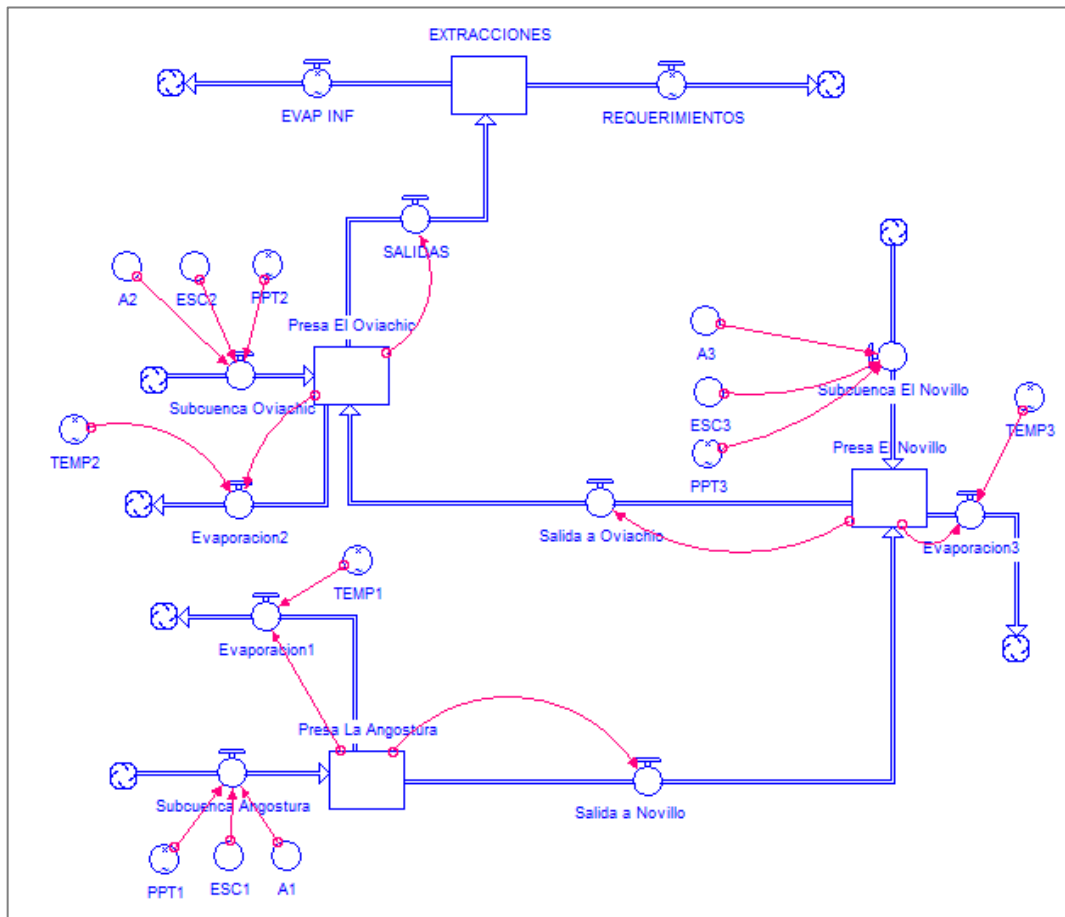 EXTRACCIONES
EVAP INF
REQUERIMIENTOS
SALIDAS
A2
ESC2
PPT2
Presa El Oviachic
A3
Subcuenca Oviachic
Subcuenca El Novillo
ESC3
TEMP3
TEMP2
Presa El Novillo
PPT3
Evaporacion2
Salida a Oviachic
Evaporacion3
TEMP1
Evaporacion1
Presa La Angostura
Subcuenca Angostura
Salida a Novillo
PPT1
ESC1
A1